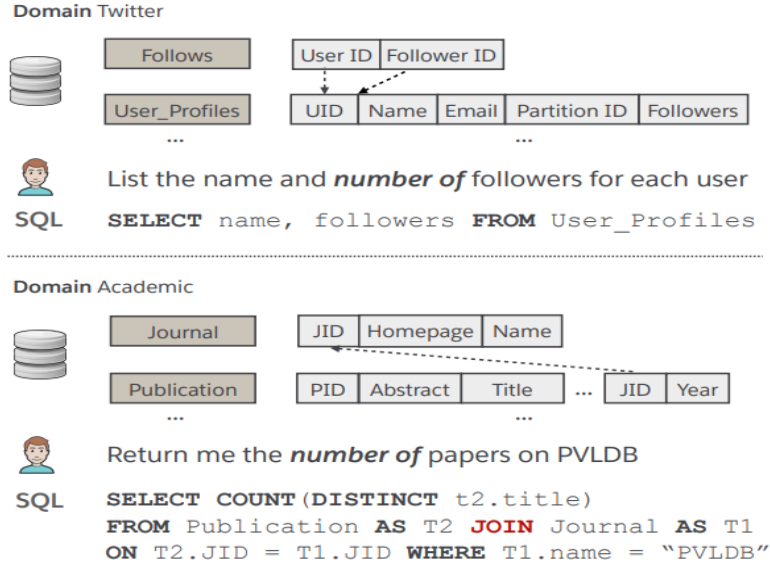 Domain Twitter
Follows User ID Follower ID
User_Profiles UID Name Email Partition ID Followers
... ...
List the name and number of followers for each user
SQL SELECT name, followers FROM User_Profiles
Domain Academic
Journal JID Homepage Name
Publication PID Abstract Title ... JID Year
... ...
Return me the number of papers on PVLDB
SQL SELECT COUNT(DISTINCT t2.title)
FROM Publication AS T2 JOIN Journal AS T1
ON T2.JID = T1.JID WHERE T1.name = “PVLDB”